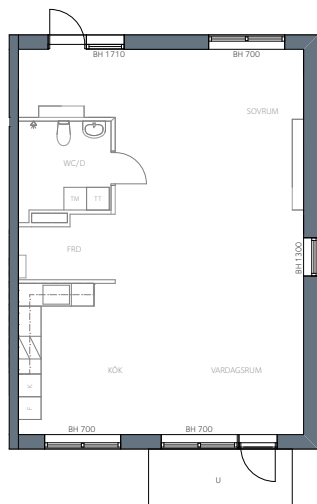 BH 1710
BH 700
SOVRUM
WC/D
TM
TT
FRD
BH 1300
KÖK
VARDAGSRUM
K
F
BH 700
BH 700
U